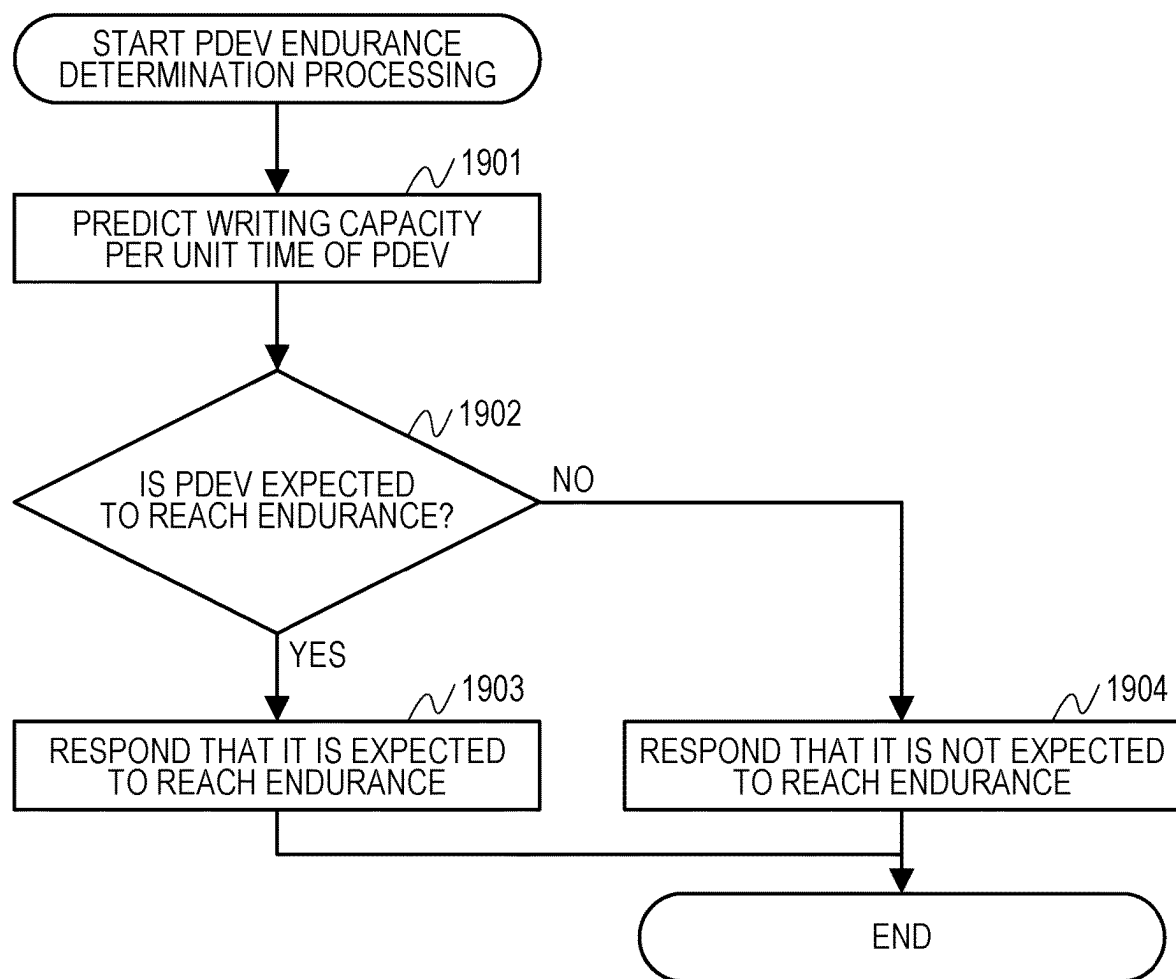 START PDEV ENDURANCE
DETERMINATION PROCESSING
1901
PREDICT WRITING CAPACITY
PER UNIT TIME OF PDEV
1902
IS PDEV EXPECTED
TO REACH ENDURANCE?
NO
YES
1903
RESPOND THAT IT IS EXPECTED
TO REACH ENDURANCE
1904
RESPOND THAT IT IS NOT EXPECTED
TO REACH ENDURANCE
END